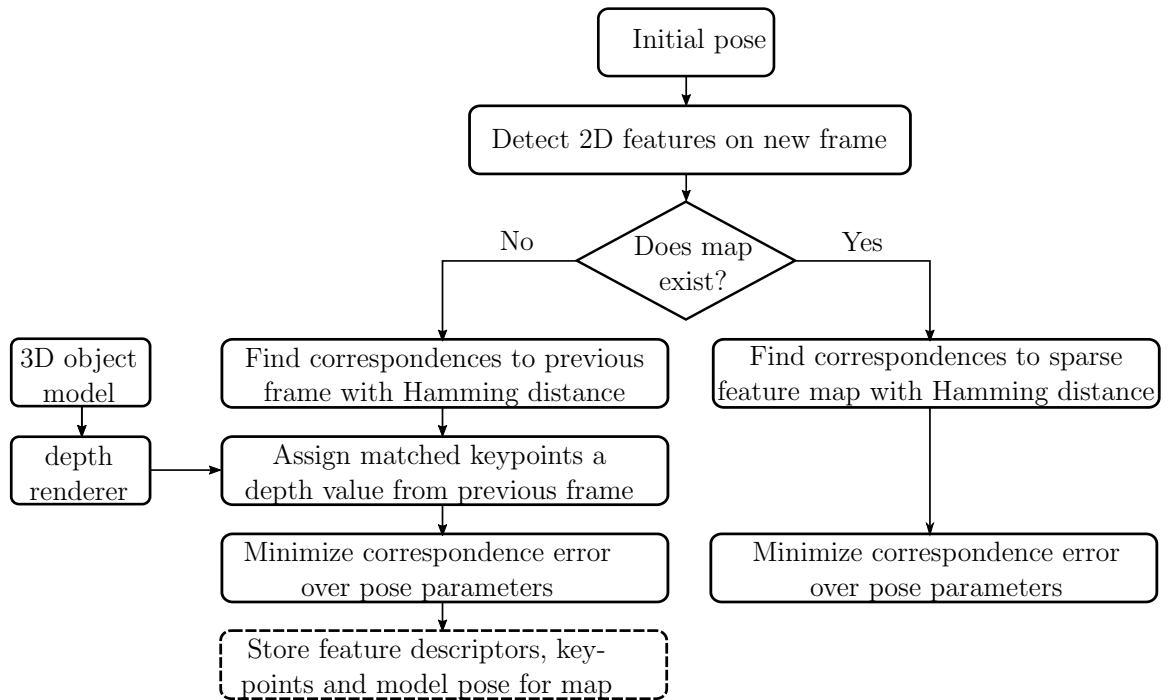 Initial pose
Detect 2D features on new frame
Does map
exist?
No
Yes
3D object
model
depth
renderer
Find correspondences to previous
frame with Hamming distance
Assign matched keypoints a
depth value from previous frame
Minimize correspondence error
over pose parameters
Store feature descriptors, key-
points and model pose for map
Find correspondences to sparse
feature map with Hamming distance
Minimize correspondence error
over pose parameters